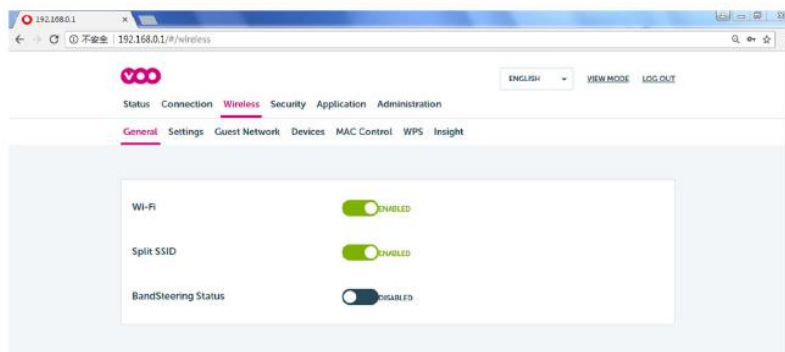 192.168.0.1
不安全 192.168.0.1/#/wireless
VOO
ENGLISH VIEW MODE LOG OUT
Status Connection Wireless Security Application Administration
General Settings Guest Network Devices MAC Control WPS Insight
Wi-Fi ENABLED
Split SSID ENABLED
BandSteering Status DISABLED